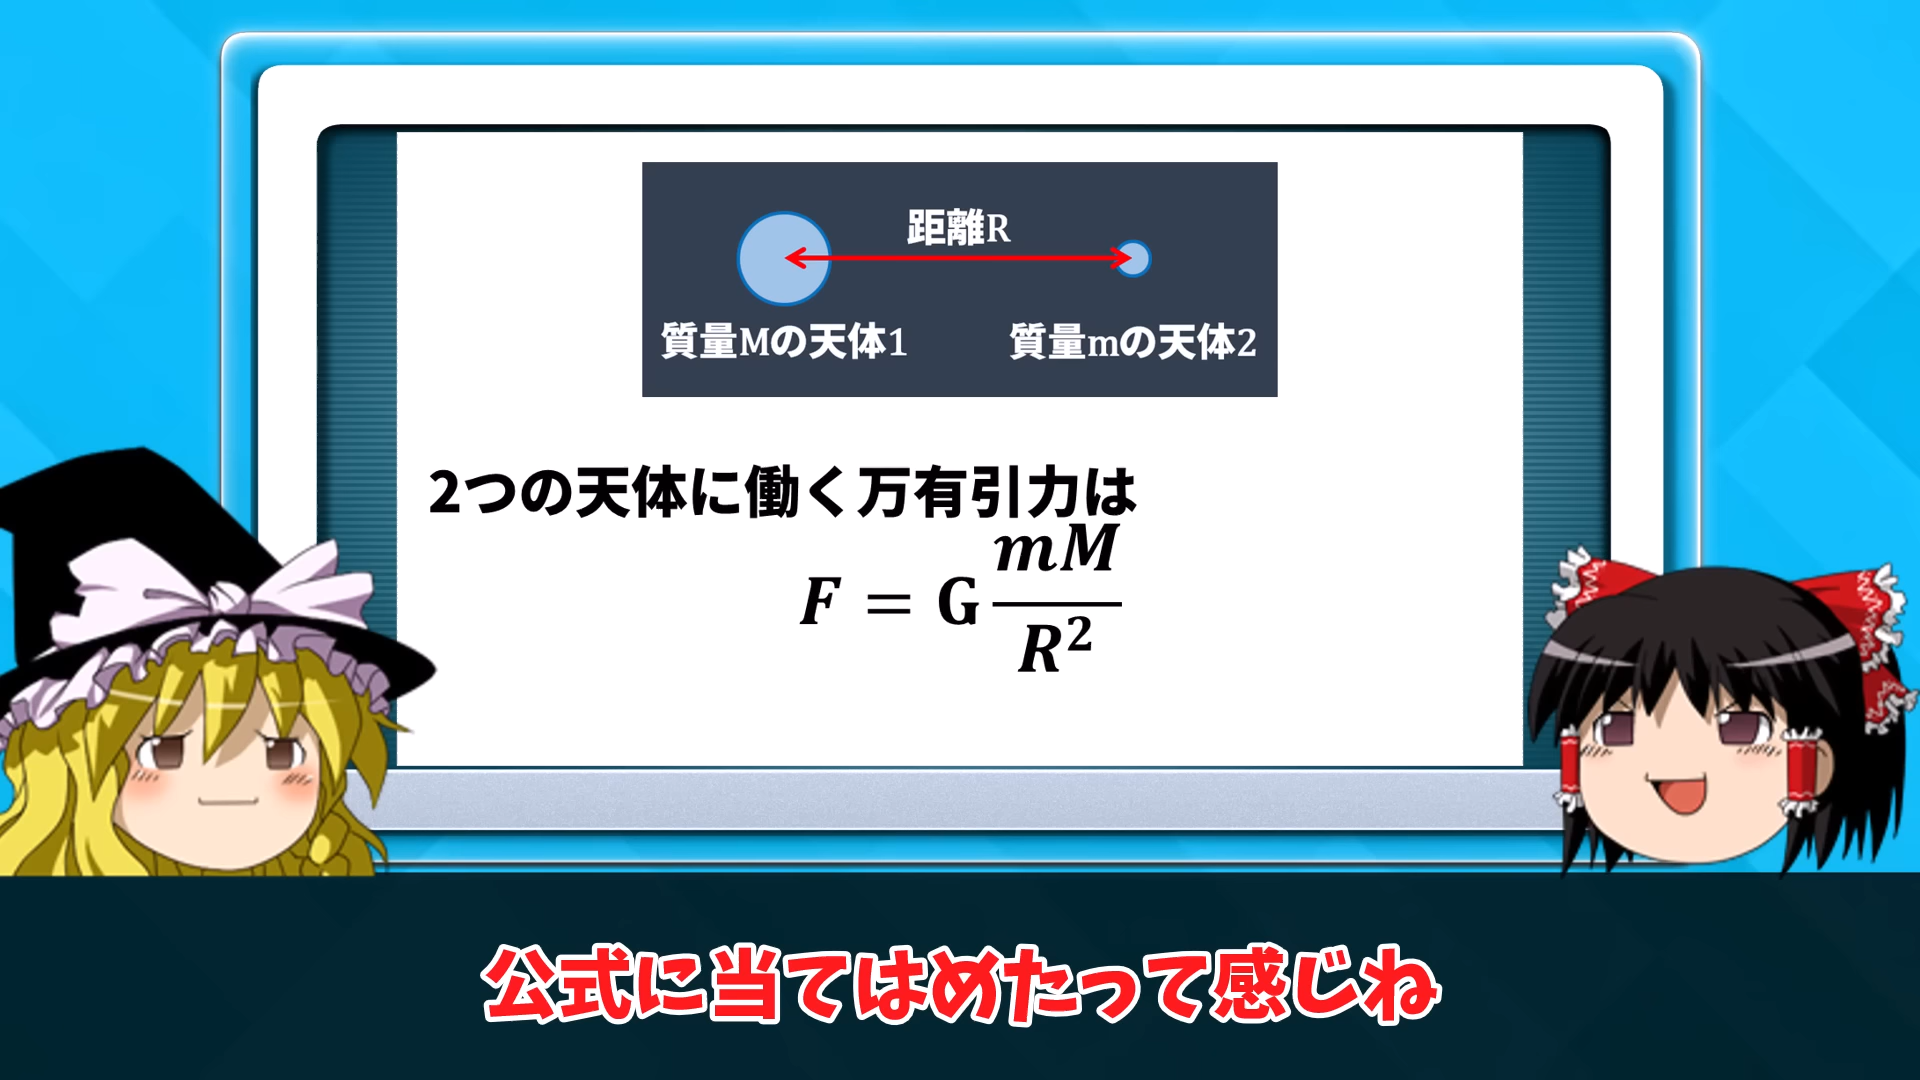 距離R
質量Mの天体1
質量mの天体2
2つの天体に働く万有引力は
F = G mM/R²
公式に当てはめたって感じね